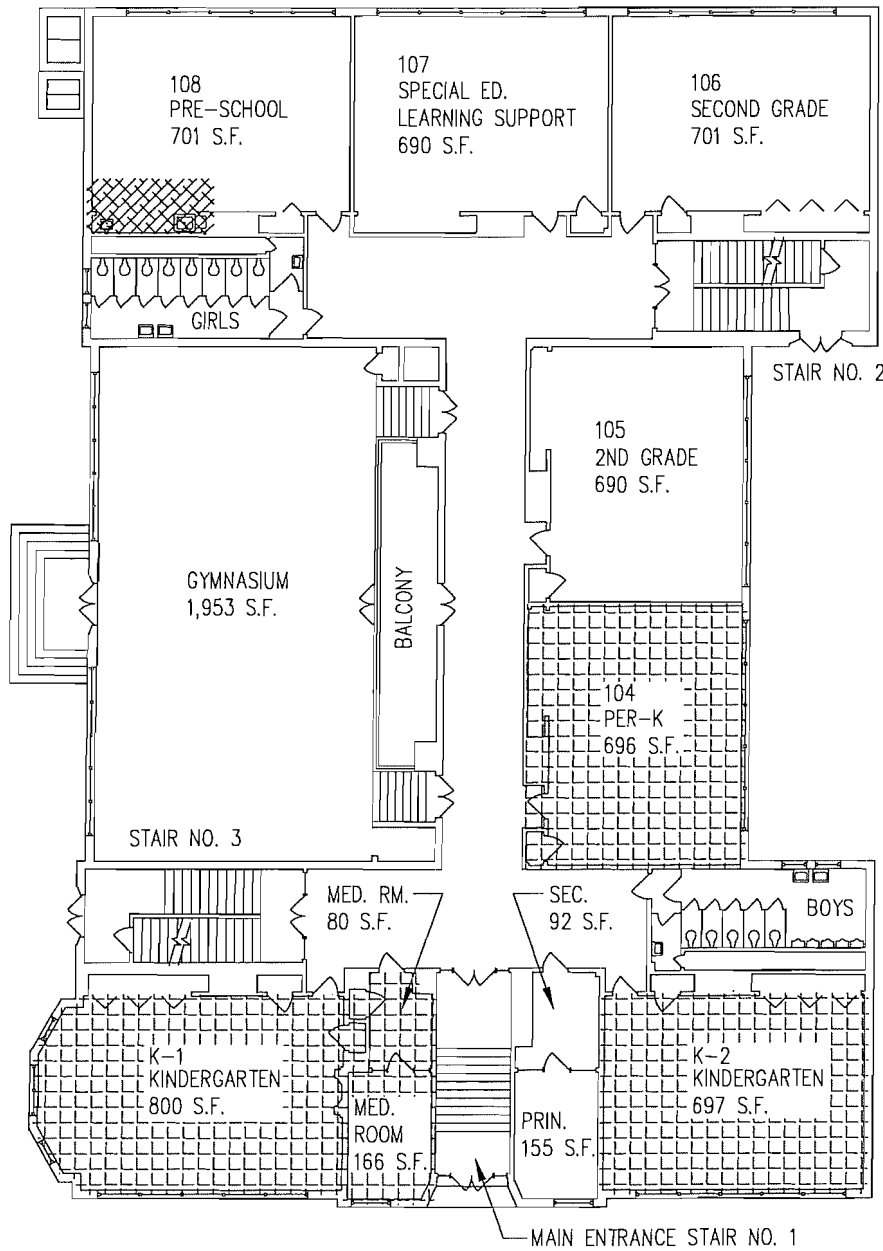 108
PRE-SCHOOL
701 S.F.
107
SPECIAL ED.
LEARNING SUPPORT
690 S.F.
106
SECOND GRADE
701 S.F.
GIRLS
STAIR NO. 2
105
2ND GRADE
690 S.F.
GYMNASIUM
1,953 S.F.
BALCONY
104
PER-K
696 S.F.
STAIR NO. 3
MED. RM.
80 S.F.
SEC.
92 S.F.
BOYS
K-1
KINDERGARTEN
800 S.F.
MED.
ROOM
166 S.F.
PRIN.
155 S.F.
K-2
KINDERGARTEN
697 S.F.
MAIN ENTRANCE STAIR NO. 1